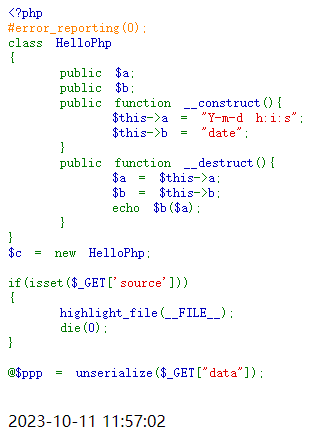 <?php
#error_reporting(0);
class HelloPhp
{
public $a;
public $b;
public function __construct(){
$this->a = "Y-m-d h:i:s";
$this->b = "date";
}
public function __destruct(){
$a = $this->a;
$b = $this->b;
echo $b($a);
}
}
$c = new HelloPhp;
if(isset($_GET['source']))
{
highlight_file(__FILE__);
die(0);
}
@$ppp = unserialize($_GET["data"]);
2023-10-11 11:57:02